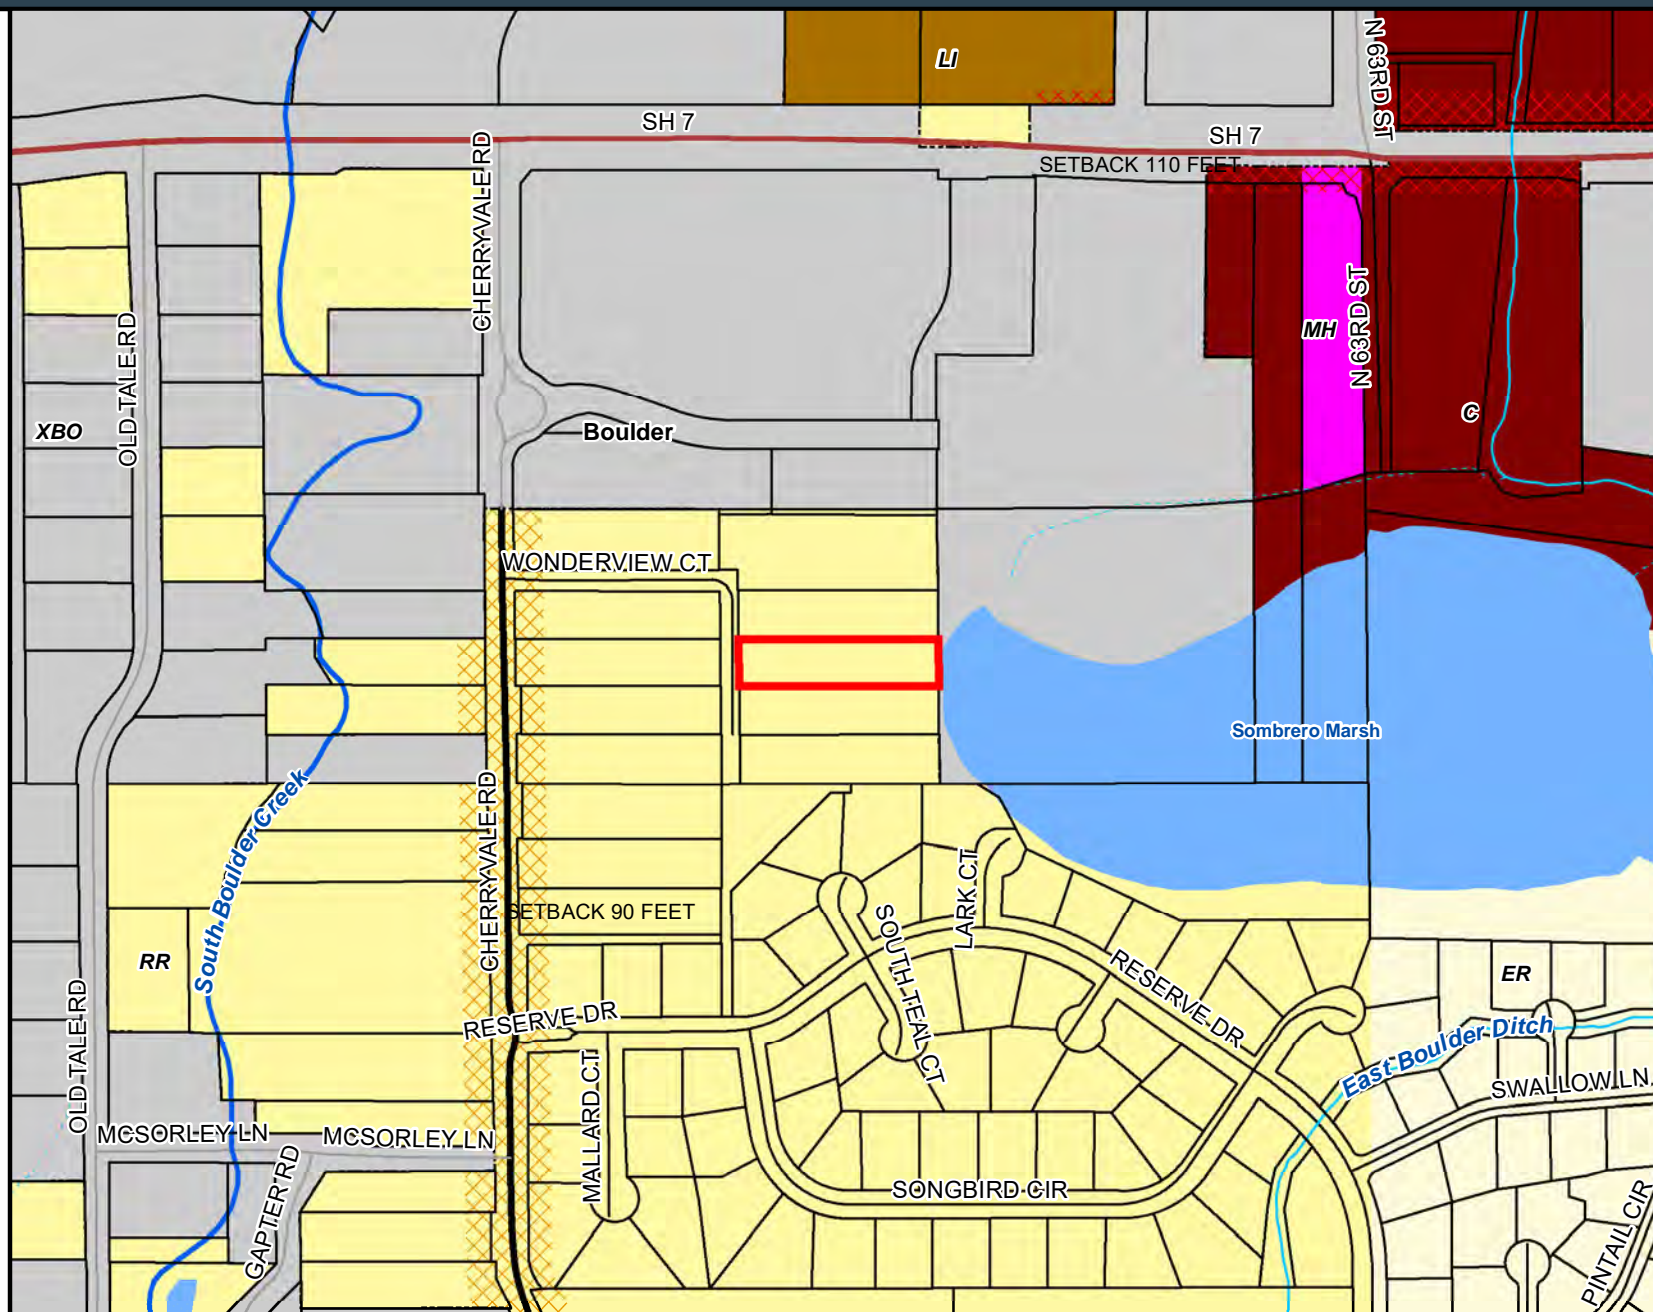 LI
N 63RD ST
SH 7
SH 7
CHERRYVALE RD
SETBACK 110 FEET
OLD TALE RD
MH
N 63RD ST
C
XBO
Boulder
WONDERVIEW CT
Sombrero Marsh
South Boulder Creek
CHERRYVALE RD
SETBACK 90 FEET
LARK CT
SOUTH TEAL CT
RR
RESERVE DR
ER
OLD TALE RD
RESERVE DR
East Boulder Ditch
MALLARD CT
SWALLOW LN
MCSORLEY LN
MCSORLEY LN
GAPTER RD
SONGBIRD CIR
PINTAIL CIR